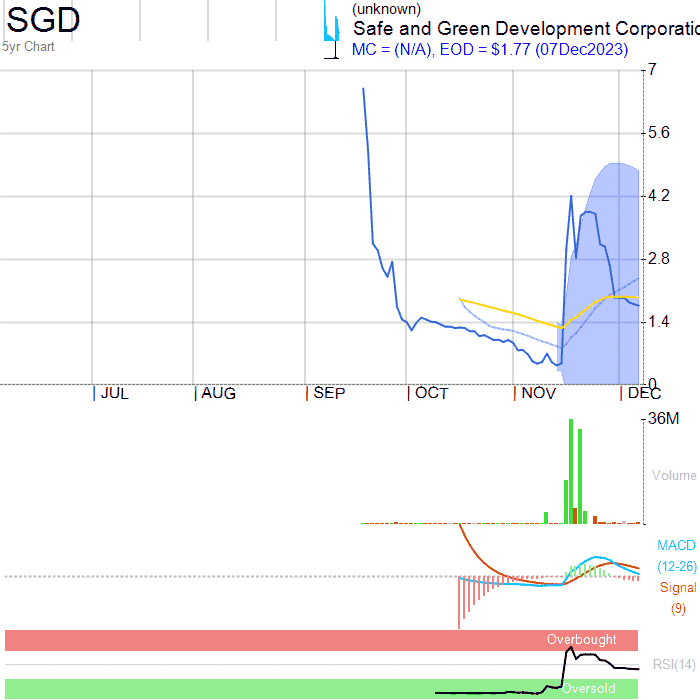 SGD
5yr Chart
(unknown)
Safe and Green Development Corporatio
MC = (N/A), EOD = $1.77 (07Dec2023)
7
5.6
4.2
2.8
1.4
0
JUL AUG SEP OCT NOV DEC
36M
Volume
MACD
(12-26)
Signal
(9)
Overbought
RSI(14)
Oversold